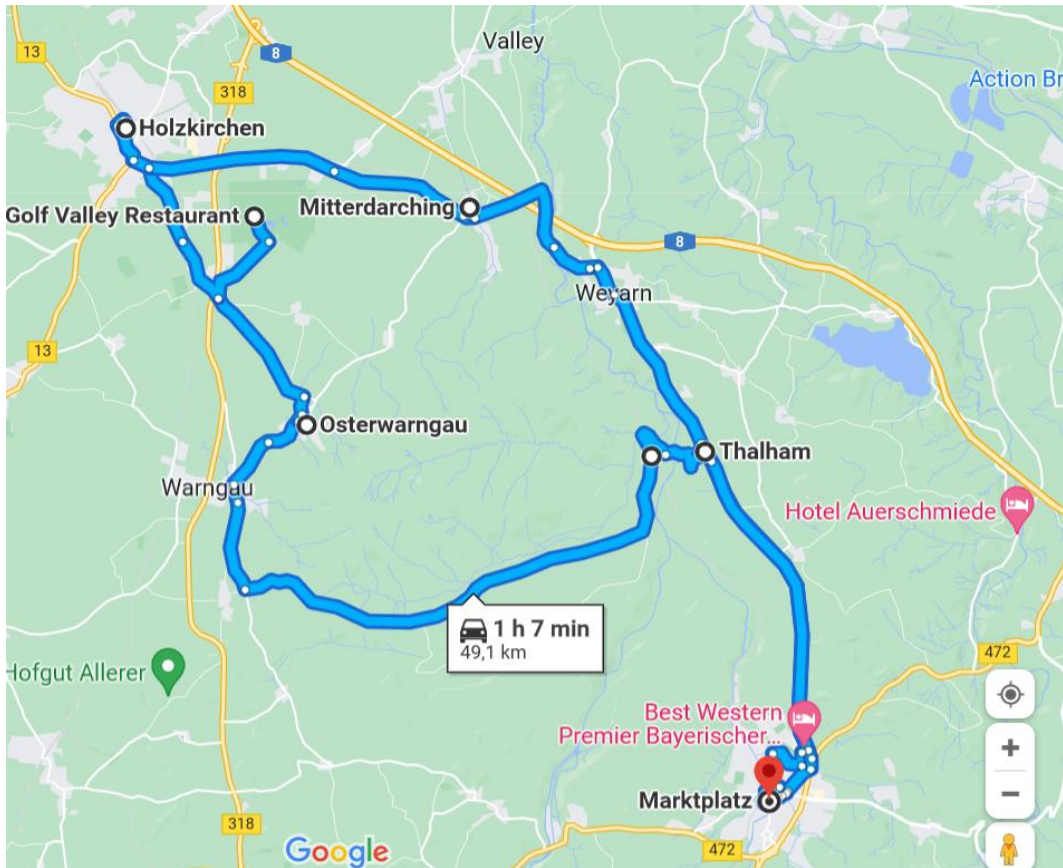 13
8
Valley
318
Action Br
Holzkirchen
Golf Valley Restaurant
Mitterdarching
8
Weyarn
13
Osterwarngau
Thalham
Warngau
Hotel Auerschmiede
1 h 7 min
49,1 km
Hofgut Allerer
472
Best Western
Premier Bayerischer...
Marktplatz
318
Google
472